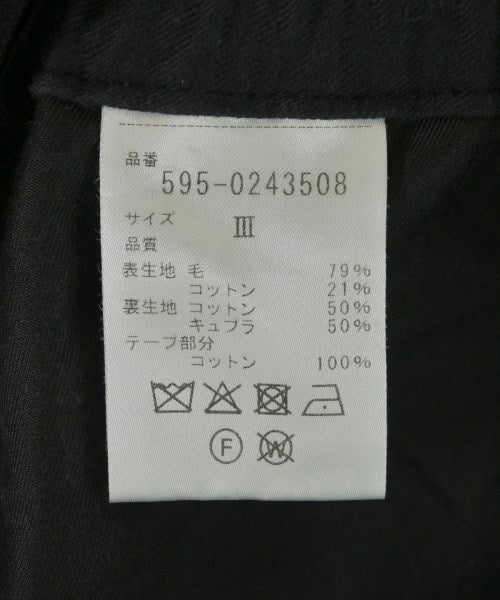 品番
595-0243508
サイズ Ⅲ
品質
表生地 毛 79%
コットン 21%
裏生地 コットン 50%
キュプラ 50%
テープ部分
コットン 100%
F W